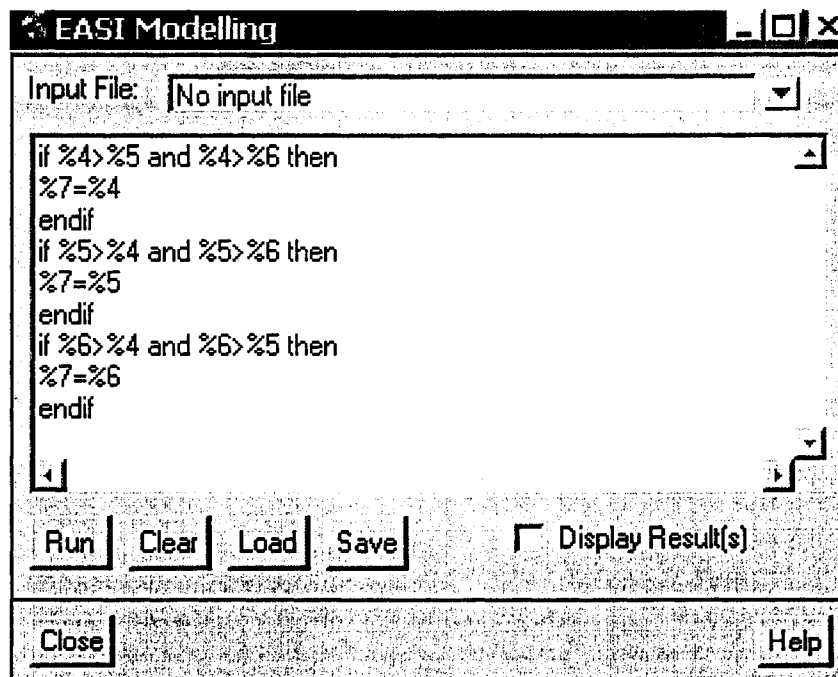 EASI Modelling
Input File: No input file
if %4>%5 and %4>%6 then
%7=%4
endif
if %5>%4 and %5>%6 then
%7=%5
endif
if %6>%4 and %6>%5 then
%7=%6
endif
Run Clear Load Save Display Result(s)
Close Help